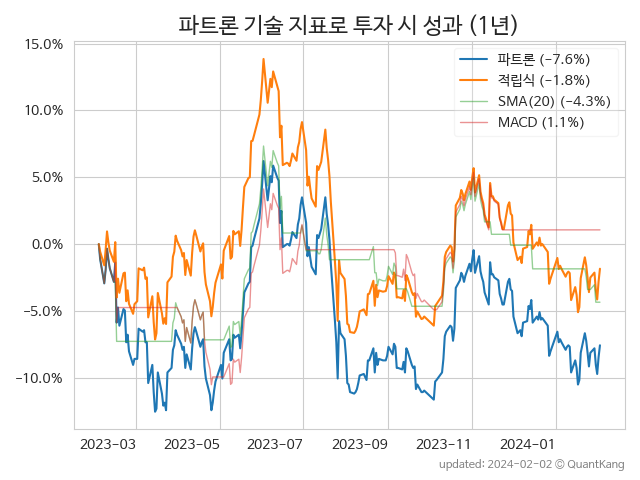 파트론 기술 지표로 투자 시 성과 (1년)
15.0%
10.0%
5.0%
0.0%
−5.0%
−10.0%
파트론 (−7.6%)
적립식 (−1.8%)
SMA(20) (−4.3%)
MACD (1.1%)
2023-03
2023-05
2023-07
2023-09
2023-11
2024-01
updated: 2024-02-02 © QuantKang